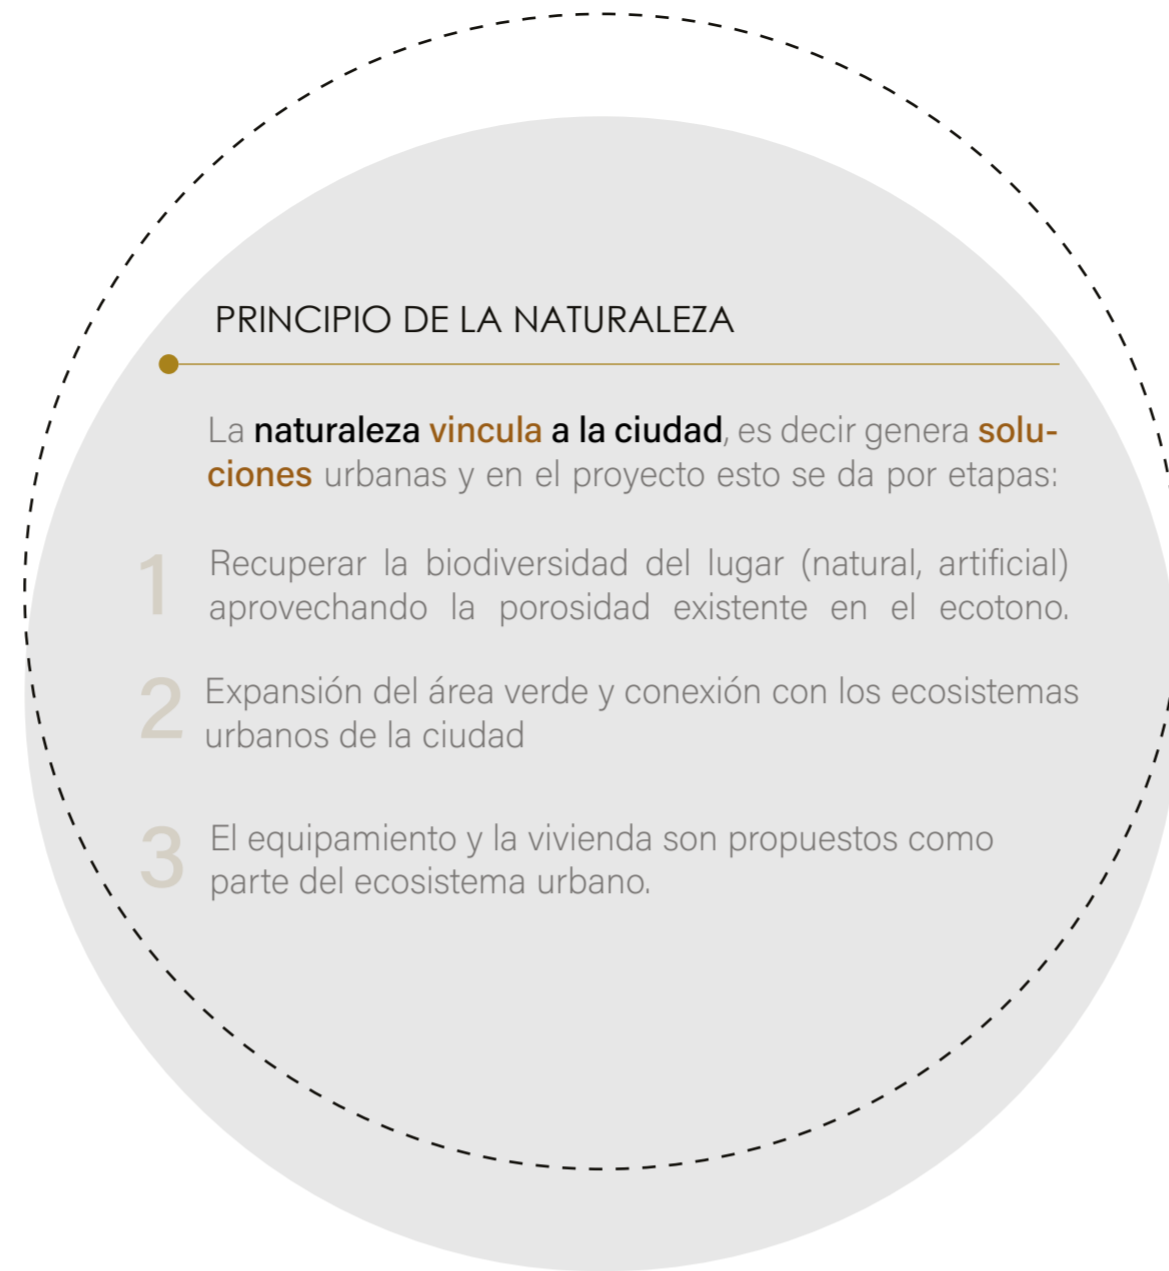 PRINCIPIO DE LA NATURALEZA
La naturaleza vincula a la ciudad, es decir genera solu-
ciones urbanas y en el proyecto esto se da por etapas:
1 Recuperar la biodiversidad del lugar (natural, artificial)
aprovechando la porosidad existente en el ecotono.
2 Expansión del área verde y conexión con los ecosistemas
urbanos de la ciudad
3 El equipamiento y la vivienda son propuestos como
parte del ecosistema urbano.